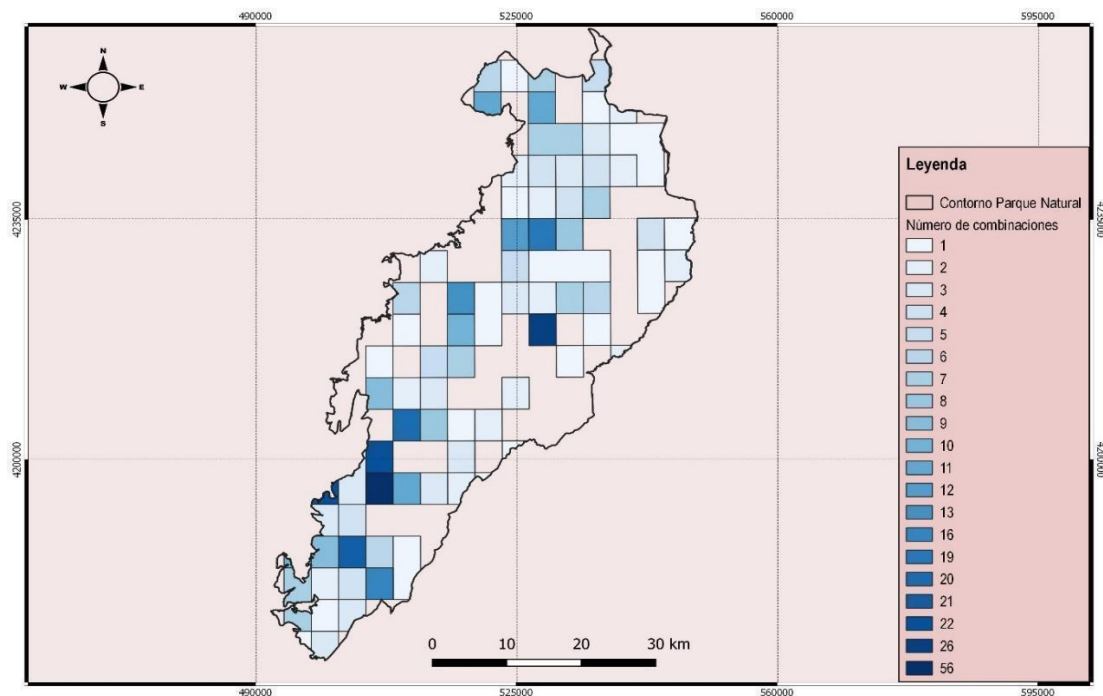 490000 525000 560000 595000
N
W E
S
4235000 4235000
4200000 4200000
Leyenda
Contorno Parque Natural
Número de combinaciones
1
2
3
4
5
6
7
8
9
10
11
12
13
16
19
20
21
22
26
56
0 10 20 30 km
490000 525000 560000 595000